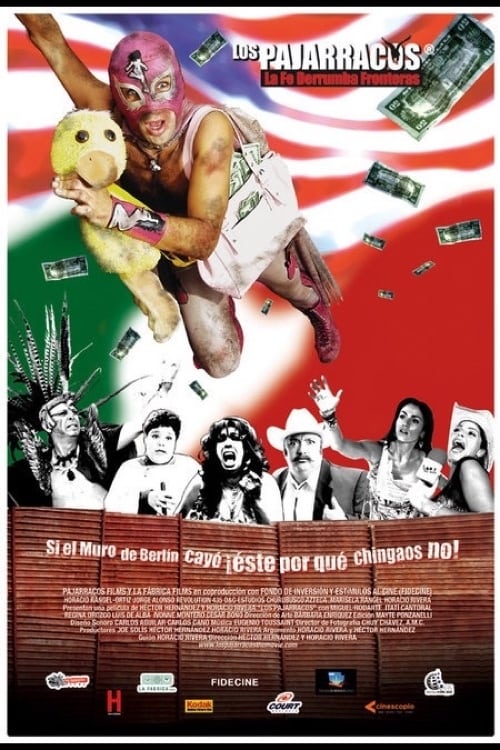 LOS PAJARRACOS®
La Fe Derrumba Fronteras
Si el Muro de Berlín cayó ¡éste por qué chingaos no!
PAJARRACOS FILMS Y LA FÁBRICA FILMS en coproducción con FONDO DE INVERSIÓN Y ESTÍMULOS AL CINE (FIDECINE)
HORACIO RANGEL-ORTIZ JORGE ALONSO REVOLUTION 435 D&C ESTUDIOS CHURUBUSCO AZTECA, MARISELA RANGEL, HORACIO RIVERA
Presentan una película de HÉCTOR HERNÁNDEZ Y HORACIO RIVERA "LOS PAJARRACOS" con MIGUEL RODARTE ITATÍ CANTORAL
REGINA OROZCO LUIS DE ALBA IVONNE MONTERO CÉSAR BONO Dirección de Arte BÁRBARA ENRIQUEZ Edición MAYTE PONZANELLI
Diseño Sonoro CARLOS AGUILAR CARLOS CANO Música EUGENIO TOUSSAINT Director de Fotografía CHUY CHÁVEZ, A.M.C.
Productores JOE SOLÍS HÉCTOR HERNÁNDEZ HORACIO RIVERA Argumento HORACIO RIVERA Y HÉCTOR HERNÁNDEZ
Guión HORACIO RIVERA Dirección HÉCTOR HERNÁNDEZ Y HORACIO RIVERA
www.lospajarracosthemovie.com
H
LA FÁBRICA
FIDECINE
Kodak
COURT
cinescopio